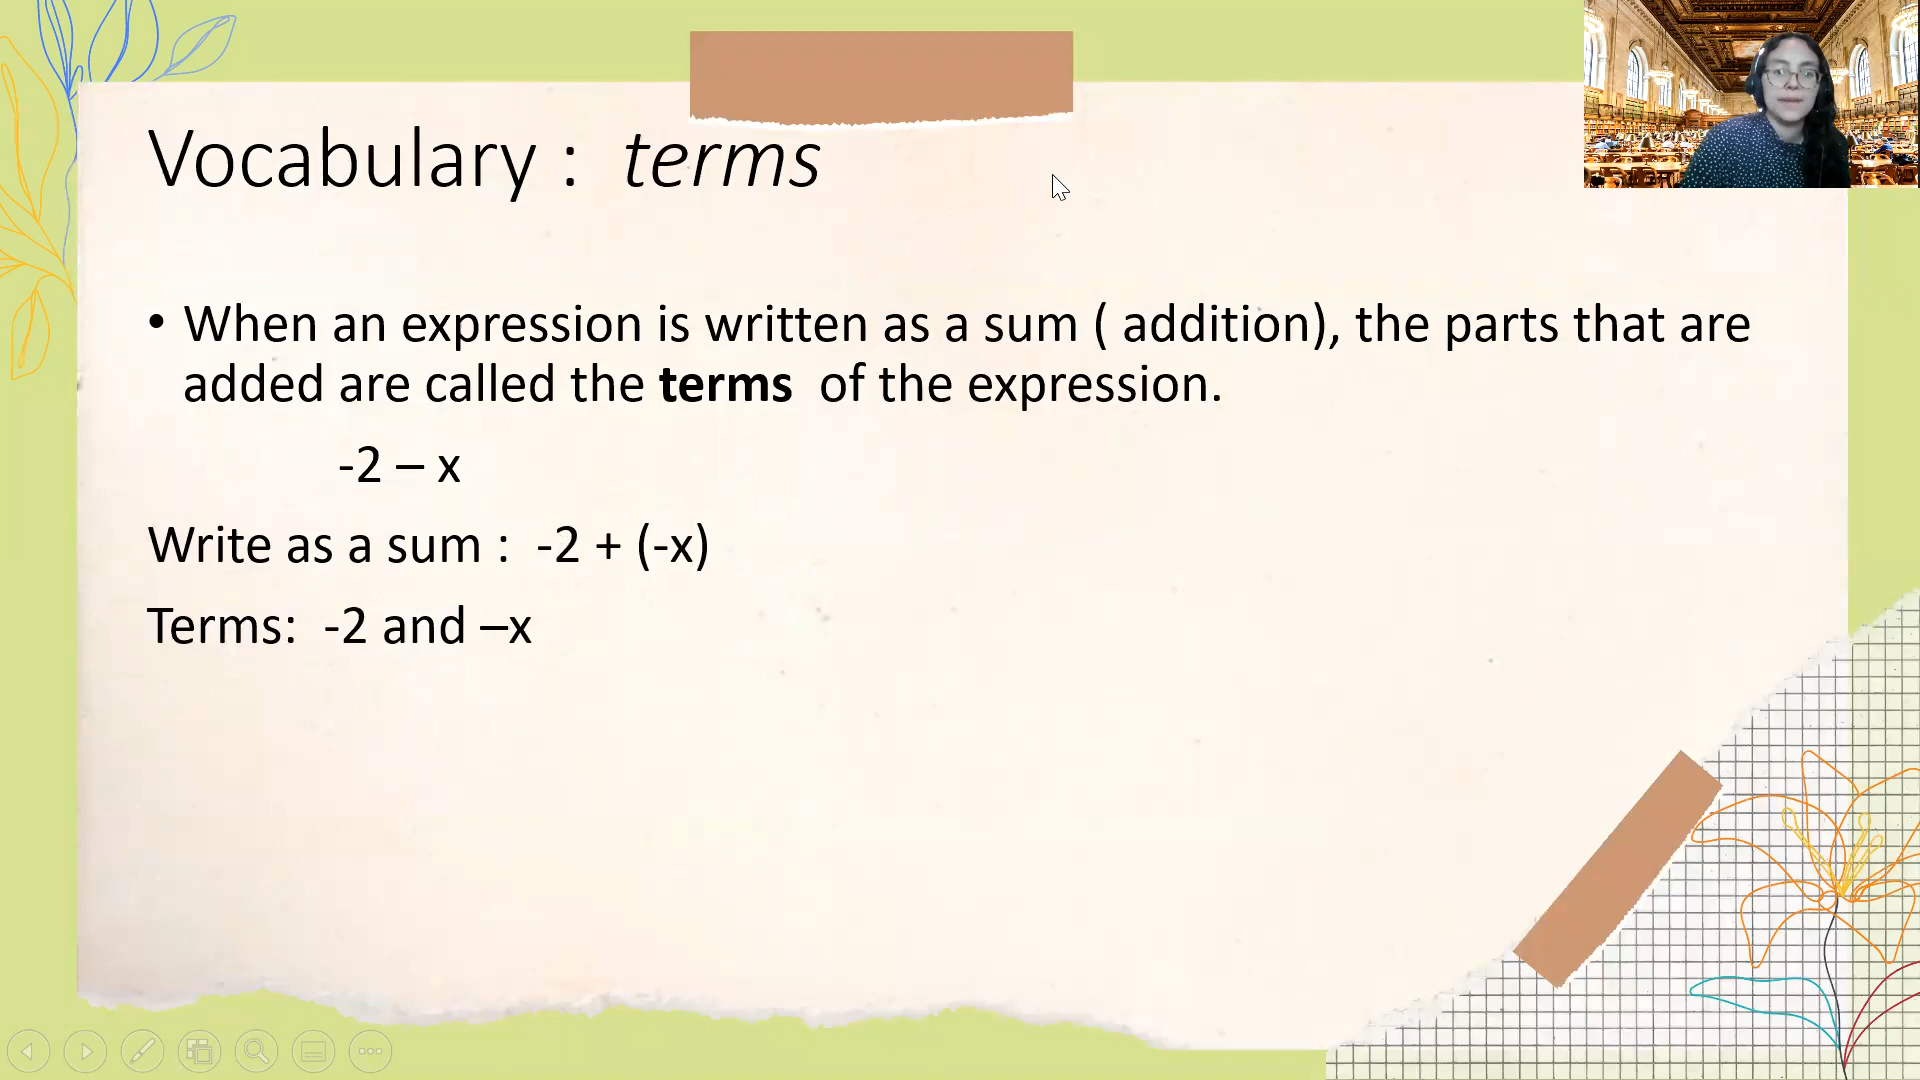 Vocabulary : terms
• When an expression is written as a sum ( addition), the parts that are
added are called the terms of the expression.
-2 – x
Write as a sum : -2 + (-x)
Terms: -2 and –x